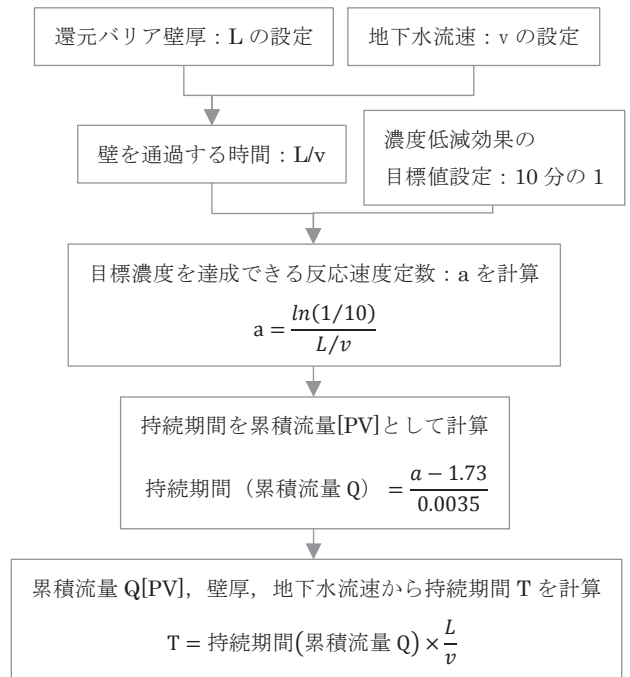 還元バリア壁厚：L の設定
地下水流速：v の設定
壁を通過する時間：L/v
濃度低減効果の
目標値設定：10 分の 1
目標濃度を達成できる反応速度定数：a を計算
a = ln(1/10) / L/v
持続期間を累積流量[PV]として計算
持続期間（累積流量 Q） = a − 1.73 / 0.0035
累積流量 Q[PV]，壁厚，地下水流速から持続期間 T を計算
T = 持続期間(累積流量 Q) × L / v